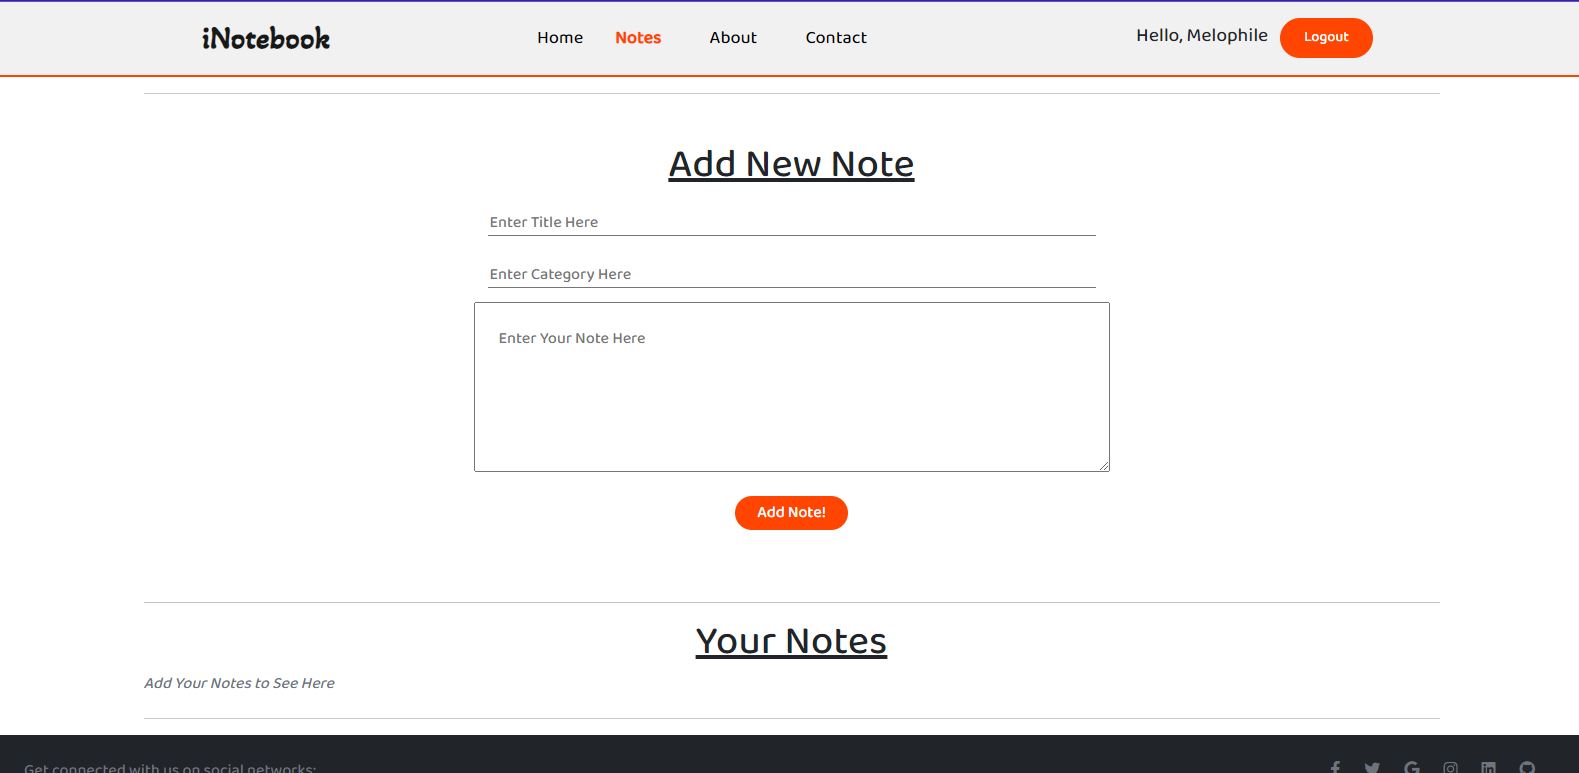 iNotebook
Home Notes About Contact
Hello, Melophile Logout
Add New Note
Enter Title Here
Enter Category Here
Enter Your Note Here
Add Note!
Your Notes
Add Your Notes to See Here
Get connected with us on social networks: